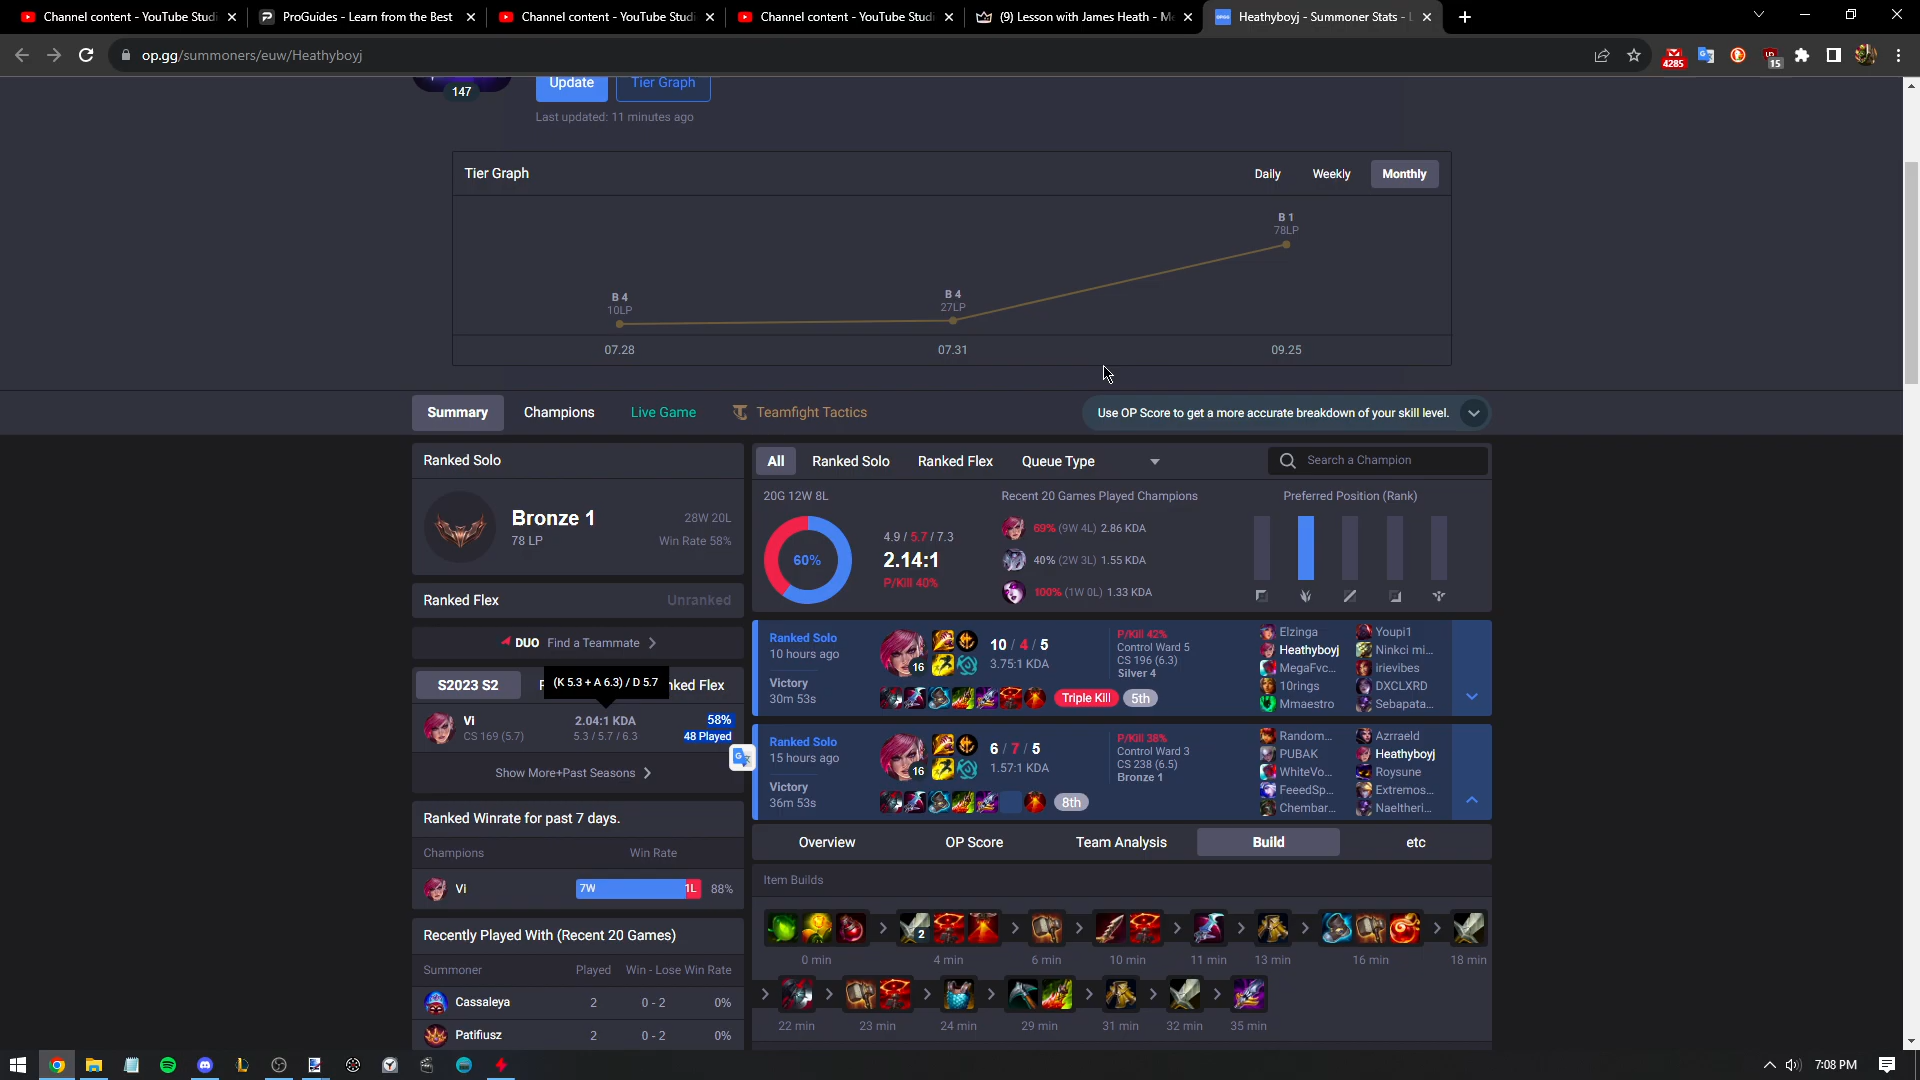 Channel content - YouTube Studi
ProGuides - Learn from the Best
Channel content - YouTube Studi
Channel content - YouTube Studi
(9) Lesson with James Heath - M
Heathyboyj - Summoner Stats - L
op.gg/summoners/euw/Heathyboyj
4285
15
147
Update
Tier Graph
Last updated: 11 minutes ago
Tier Graph
Daily
Weekly
Monthly
B 1
78LP
B 4
10LP
B 4
27LP
07.28
07.31
09.25
Summary
Champions
Live Game
Teamfight Tactics
Use OP Score to get a more accurate breakdown of your skill level.
Ranked Solo
Bronze 1
78 LP
28W 20L
Win Rate 58%
Ranked Flex
Unranked
DUO Find a Teammate
S2023 S2
nked Flex
(K 5.3 + A 6.3) / D 5.7
Vi
CS 169 (5.7)
2.04:1 KDA
5.3 / 5.7 / 6.3
58%
48 Played
Show More+Past Seasons
Ranked Winrate for past 7 days.
Champions
Win Rate
Vi
7W
1L
88%
Recently Played With (Recent 20 Games)
Summoner
Played
Win - Lose
Win Rate
Cassaleya
2
0 - 2
0%
Patifiusz
2
0 - 2
0%
All
Ranked Solo
Ranked Flex
Queue Type
Search a Champion
20G 12W 8L
60%
4.9 / 5.7 / 7.3
2.14:1
P/Kill 40%
Recent 20 Games Played Champions
69% (9W 4L) 2.86 KDA
40% (2W 3L) 1.55 KDA
100% (1W 0L) 1.33 KDA
Preferred Position (Rank)
Ranked Solo
10 hours ago
Victory
30m 53s
16
10 / 4 / 5
3.75:1 KDA
Triple Kill
5th
P/Kill 42%
Control Ward 5
CS 196 (6.3)
Silver 4
Elzinga
Heathyboyj
MegaFvc...
10rings
Mmaestro
Youpi1
Ninkci mi...
irievibes
DXCLXRD
Sebapata...
Ranked Solo
15 hours ago
Victory
36m 53s
16
6 / 7 / 5
1.57:1 KDA
8th
P/Kill 38%
Control Ward 3
CS 238 (6.5)
Bronze 1
Random...
PUBAK
WhiteVo...
FeeedSp...
Chembar...
Azrraeld
Heathyboyj
Roysune
Extremos...
Naeltheri...
Overview
OP Score
Team Analysis
Build
etc
Item Builds
2
0 min
4 min
6 min
10 min
11 min
13 min
16 min
18 min
22 min
23 min
24 min
29 min
31 min
32 min
35 min
7:08 PM